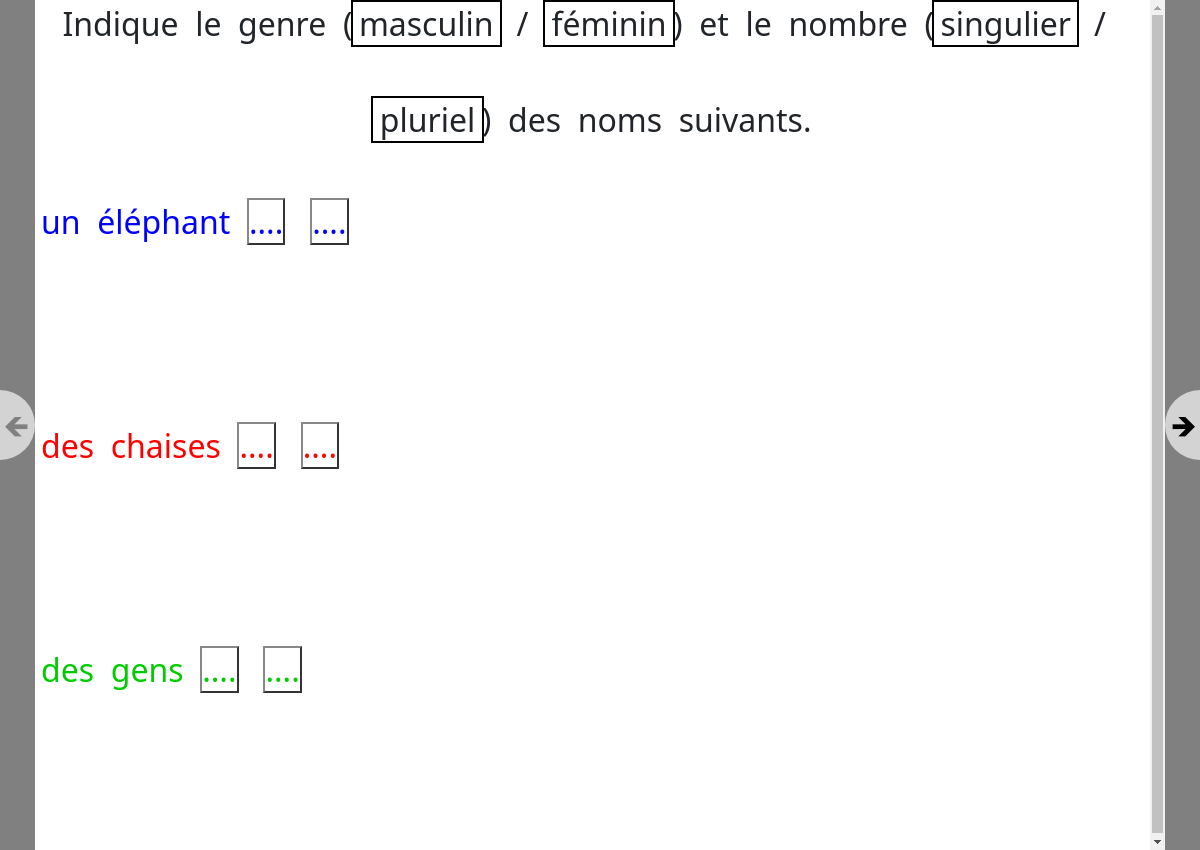 Indique le genre (masculin / féminin) et le nombre (singulier /
pluriel) des noms suivants.
un éléphant .... ....
des chaises .... ....
des gens .... ....